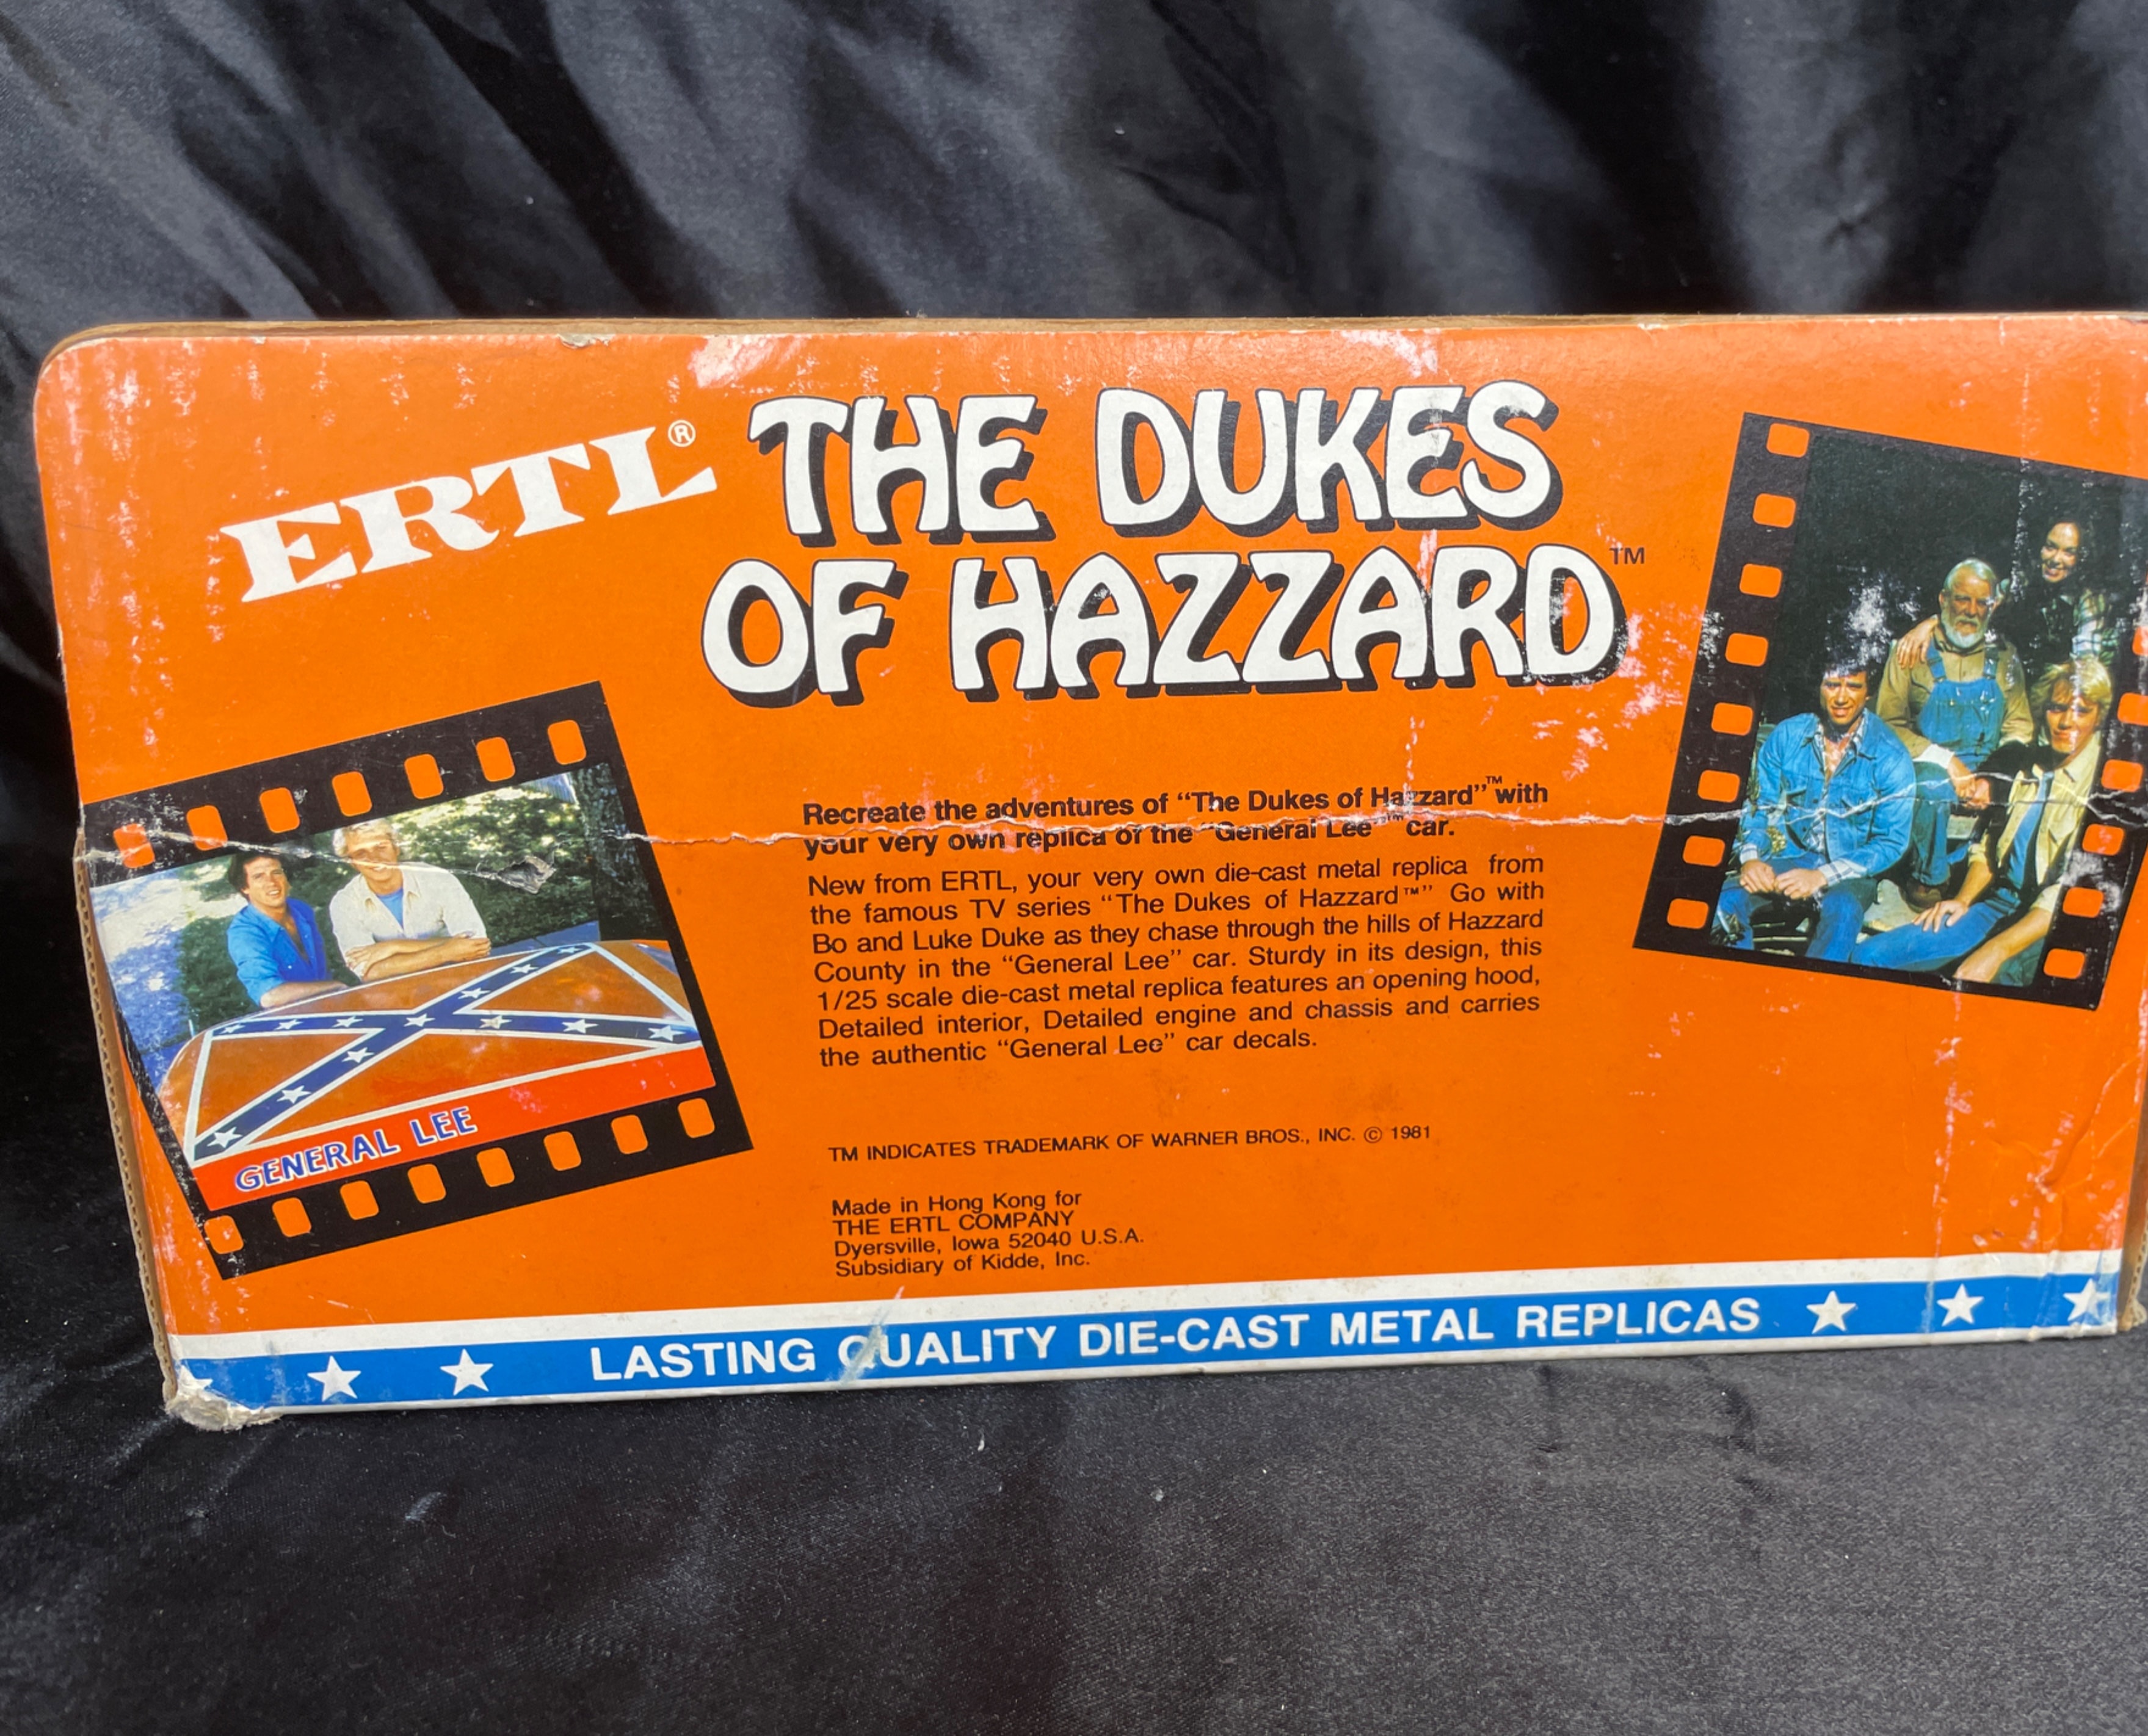 ERTL®
THE DUKES
OF HAZZARD™
Recreate the adventures of “The Dukes of Hazzard”™ with
your very own replica of the “General Lee”™ car.
New from ERTL, your very own die-cast metal replica from
the famous TV series “The Dukes of Hazzard™” Go with
Bo and Luke Duke as they chase through the hills of Hazzard
County in the “General Lee” car. Sturdy in its design, this
1/25 scale die-cast metal replica features an opening hood,
Detailed interior, Detailed engine and chassis and carries
the authentic “General Lee” car decals.
GENERAL LEE
TM INDICATES TRADEMARK OF WARNER BROS., INC. © 1981
Made in Hong Kong for
THE ERTL COMPANY
Dyersville, Iowa 52040 U.S.A.
Subsidiary of Kidde, Inc.
LASTING QUALITY DIE-CAST METAL REPLICAS